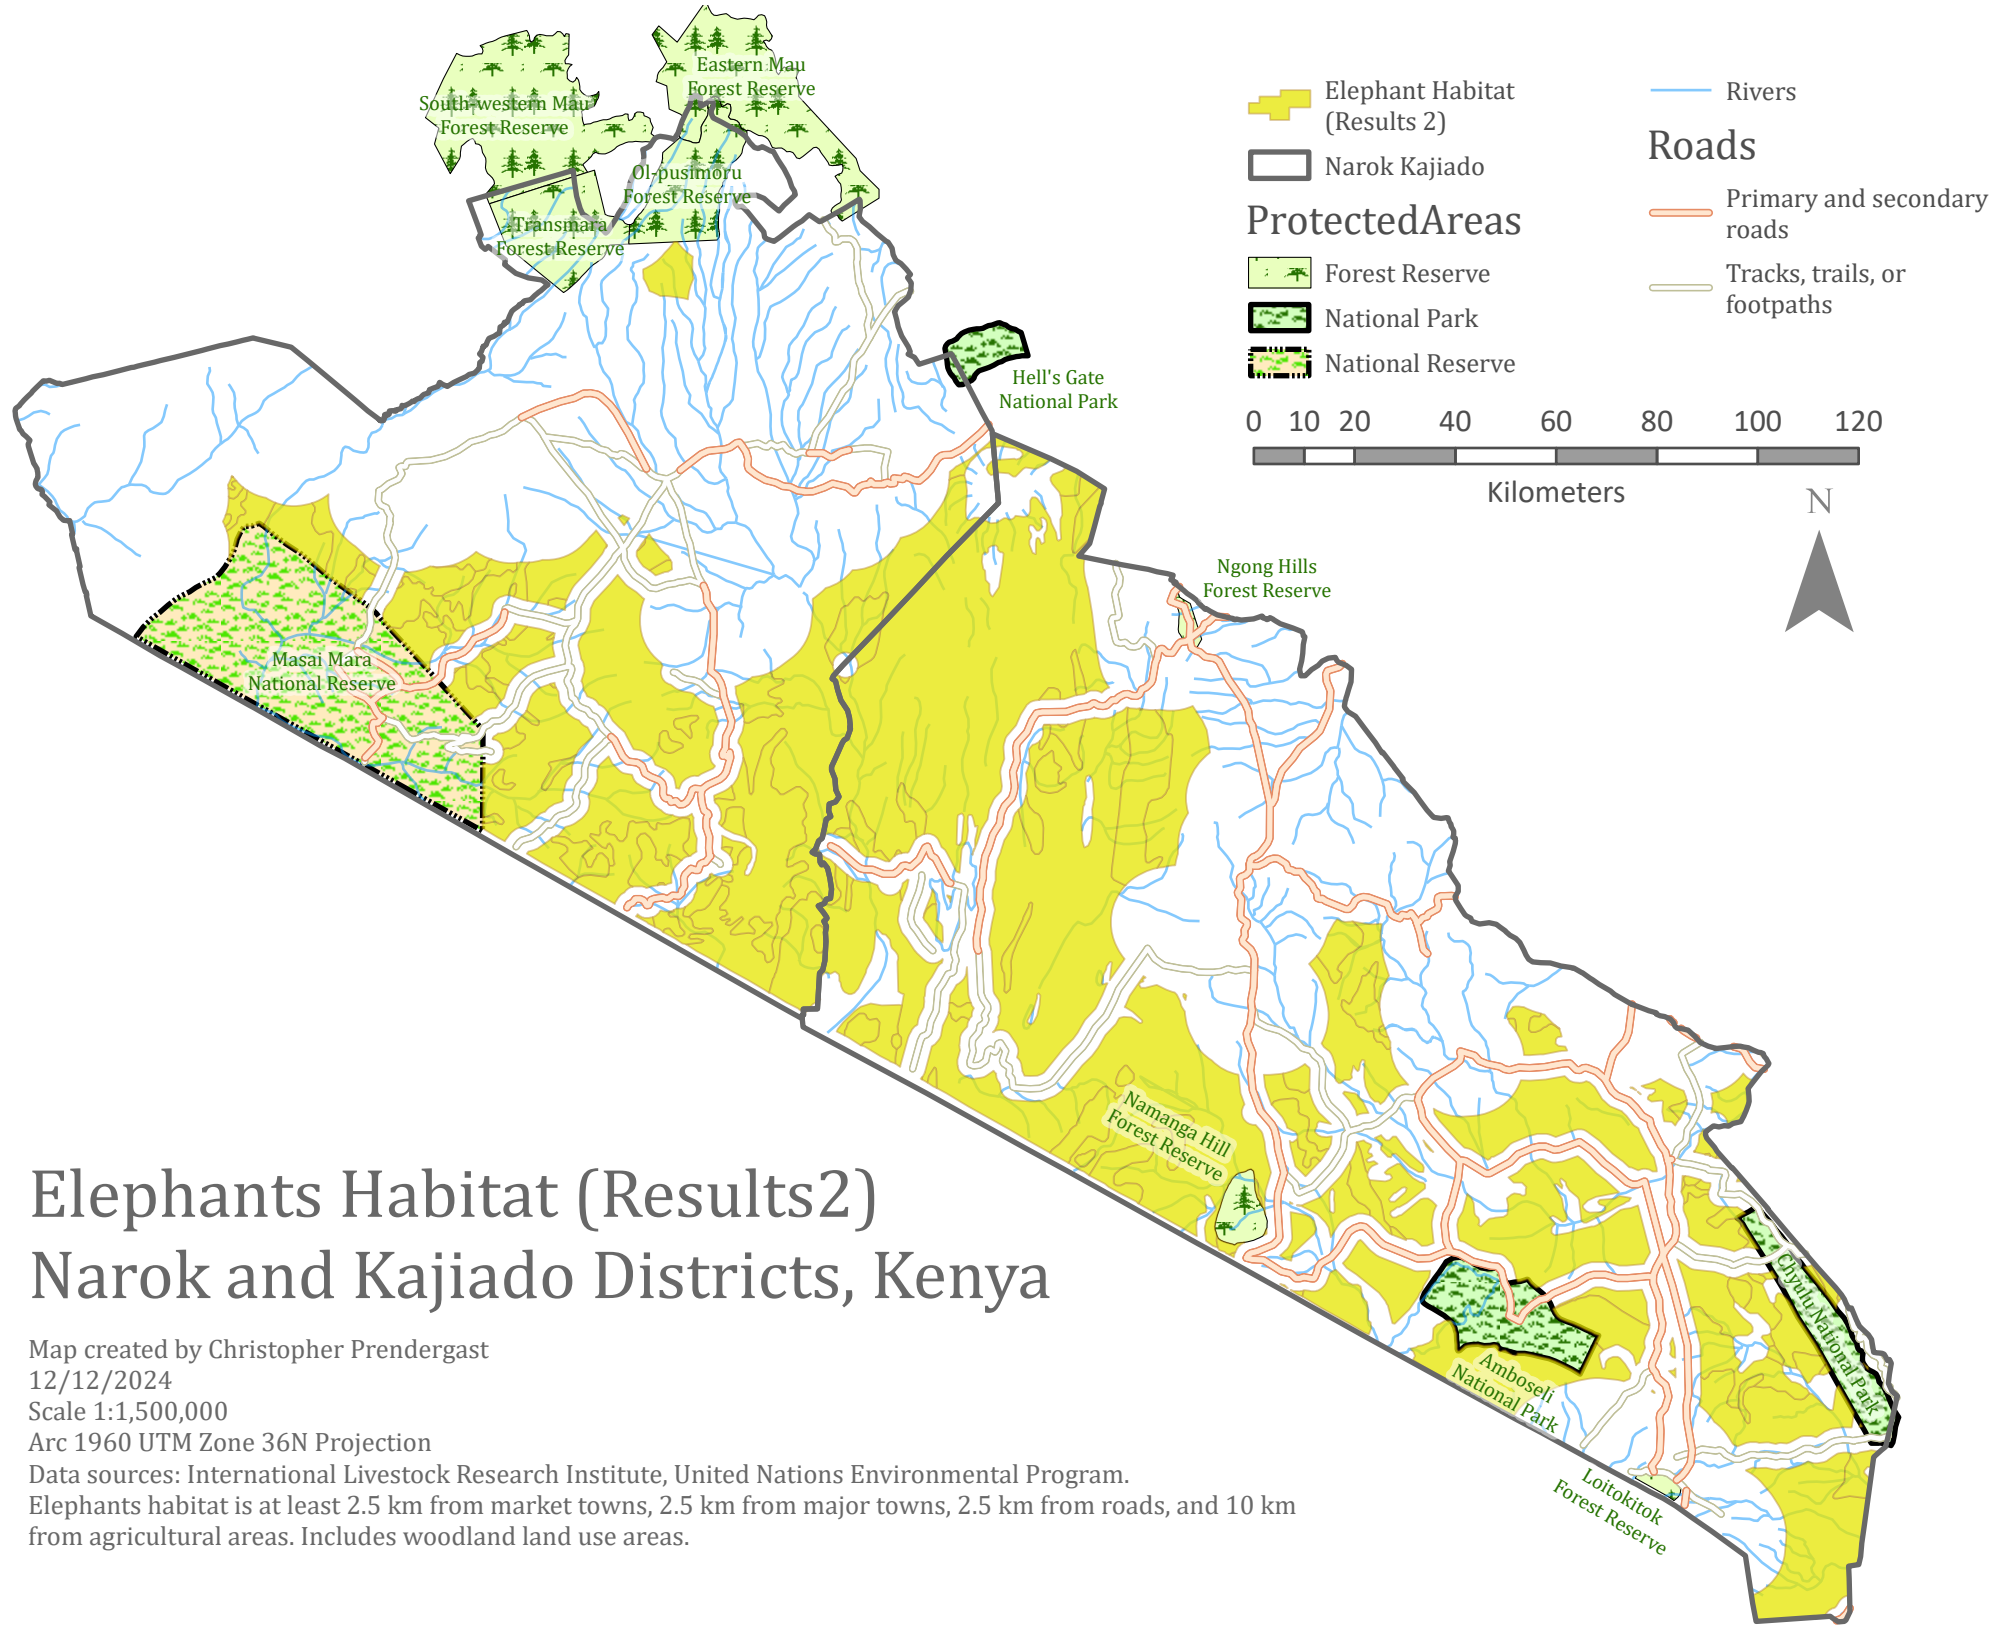 Eastern Mau
Forest Reserve
South-western Mau
Forest Reserve
Ol-pusimoru
Forest Reserve
Transmara
Forest Reserve
Elephant Habitat
(Results 2)
Narok Kajiado
ProtectedAreas
Forest Reserve
National Park
National Reserve
Rivers
Roads
Primary and secondary
roads
Tracks, trails, or
footpaths
0 10 20 40 60 80 100 120
Kilometers
N
Hell's Gate
National Park
Ngong Hills
Forest Reserve
Masai Mara
National Reserve
Namanga Hill
Forest Reserve
Chyulu National Park
Amboseli
National Park
Loitokitok
Forest Reserve
Elephants Habitat (Results2)
Narok and Kajiado Districts, Kenya
Map created by Christopher Prendergast
12/12/2024
Scale 1:1,500,000
Arc 1960 UTM Zone 36N Projection
Data sources: International Livestock Research Institute, United Nations Environmental Program.
Elephants habitat is at least 2.5 km from market towns, 2.5 km from major towns, 2.5 km from roads, and 10 km
from agricultural areas. Includes woodland land use areas.